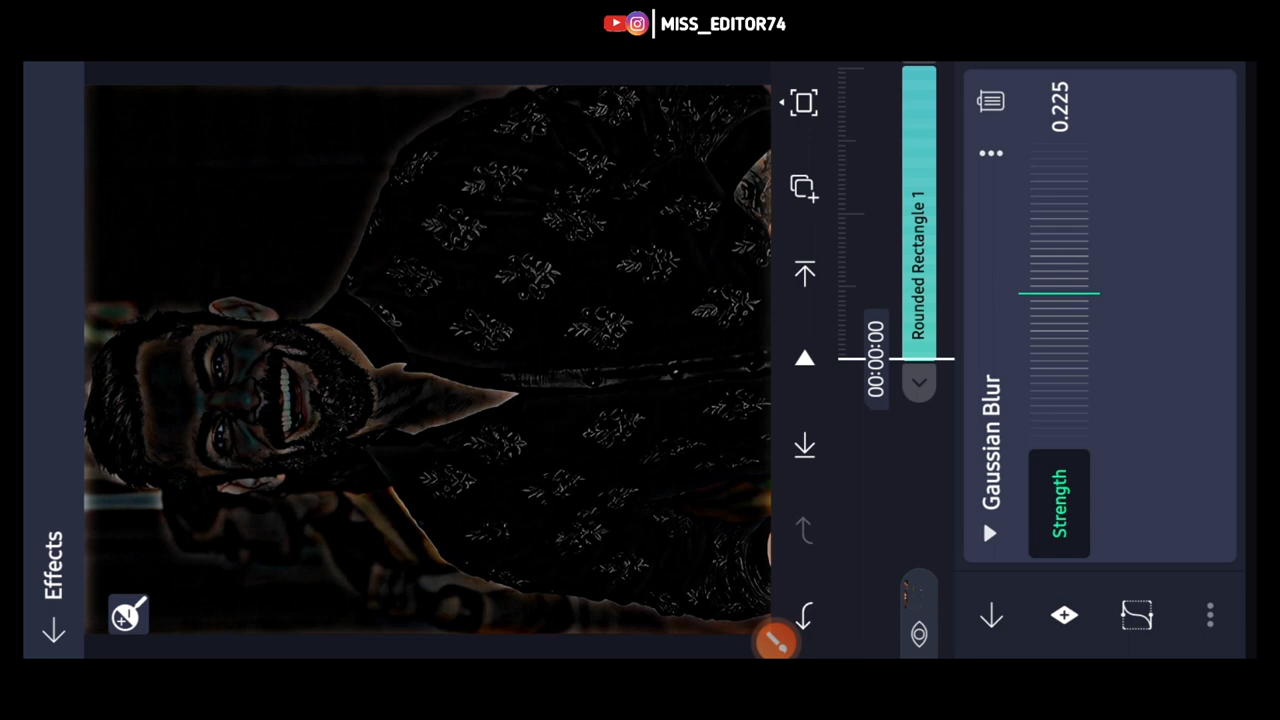 MISS_EDITOR74
Effects
00:00:00
Rounded Rectangle 1
Gaussian Blur
Strength
0.225